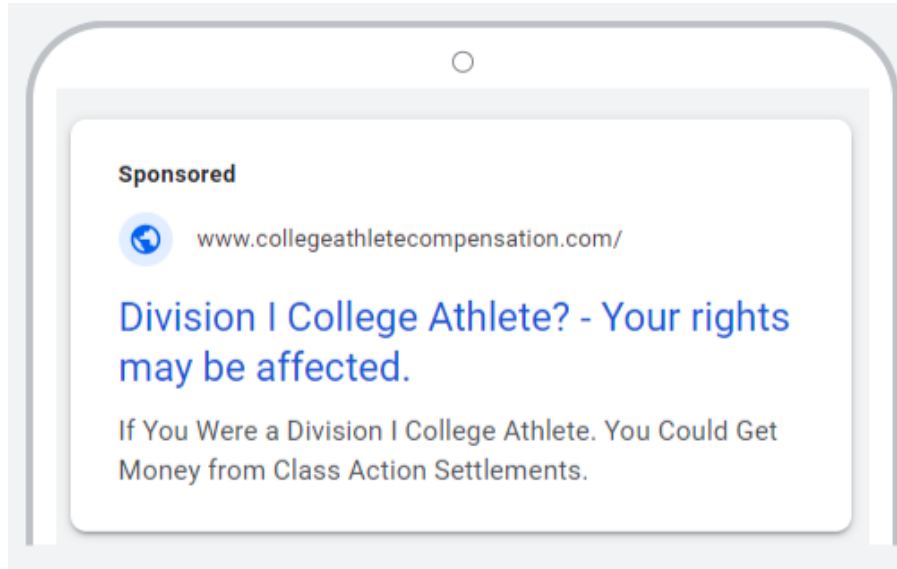 Sponsored
www.collegeathletecompensation.com/
Division I College Athlete? - Your rights
may be affected.
If You Were a Division I College Athlete. You Could Get
Money from Class Action Settlements.